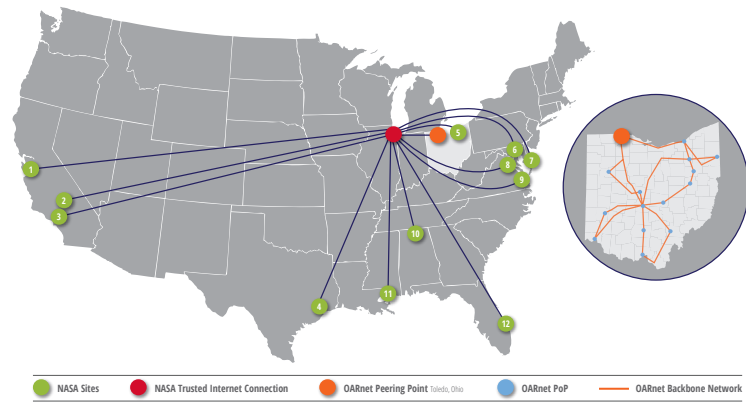 5
6
7
8
1
9
2
3
10
11
4
12
NASA Sites
NASA Trusted Internet Connection
OARnet Peering Point Toledo, Ohio
OARnet PoP
OARnet Backbone Network